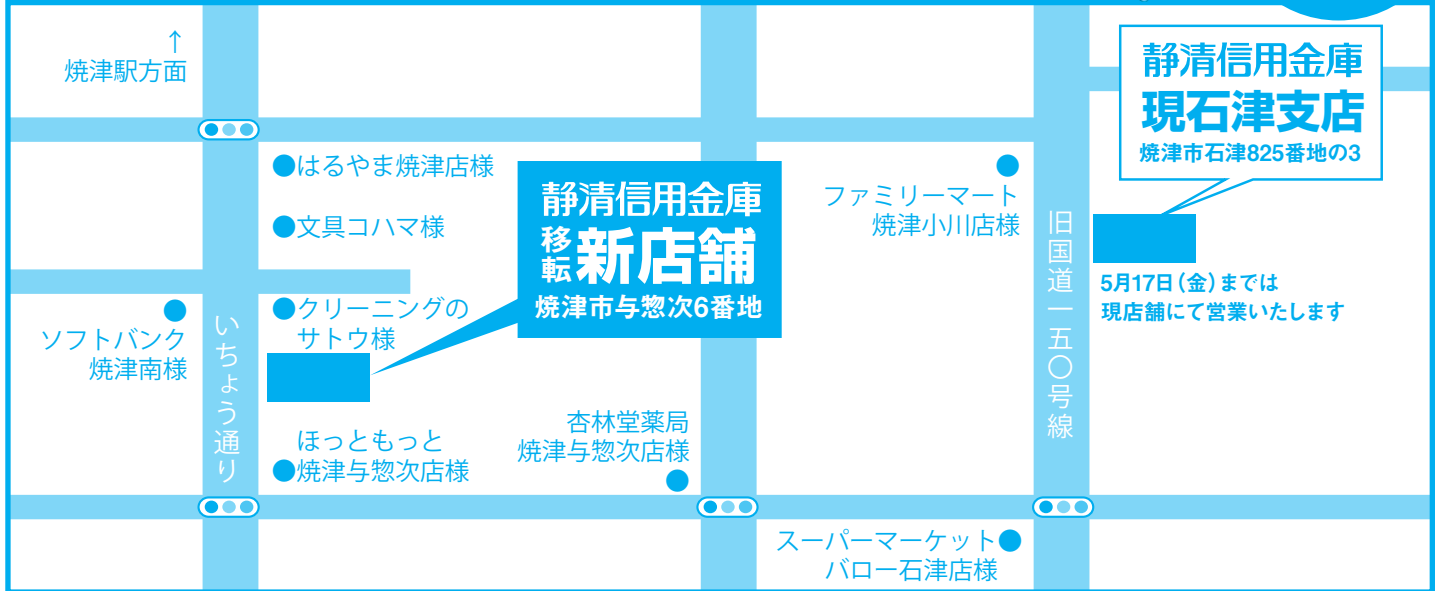 ↑
焼津駅方面
●はるやま焼津店様
●文具コハマ様
●クリーニングの
サトウ様
ソフトバンク
焼津南様
いちょう通り
ほっともっと
●焼津与惣次店様
静清信用金庫
移転新店舗
焼津市与惣次6番地
杏林堂薬局
焼津与惣次店様
ファミリーマート
焼津小川店様
旧国道一五〇号線
スーパーマーケット●
バロー石津店様
静清信用金庫
現石津支店
焼津市石津825番地の3
5月17日(金)までは
現店舗にて営業いたします